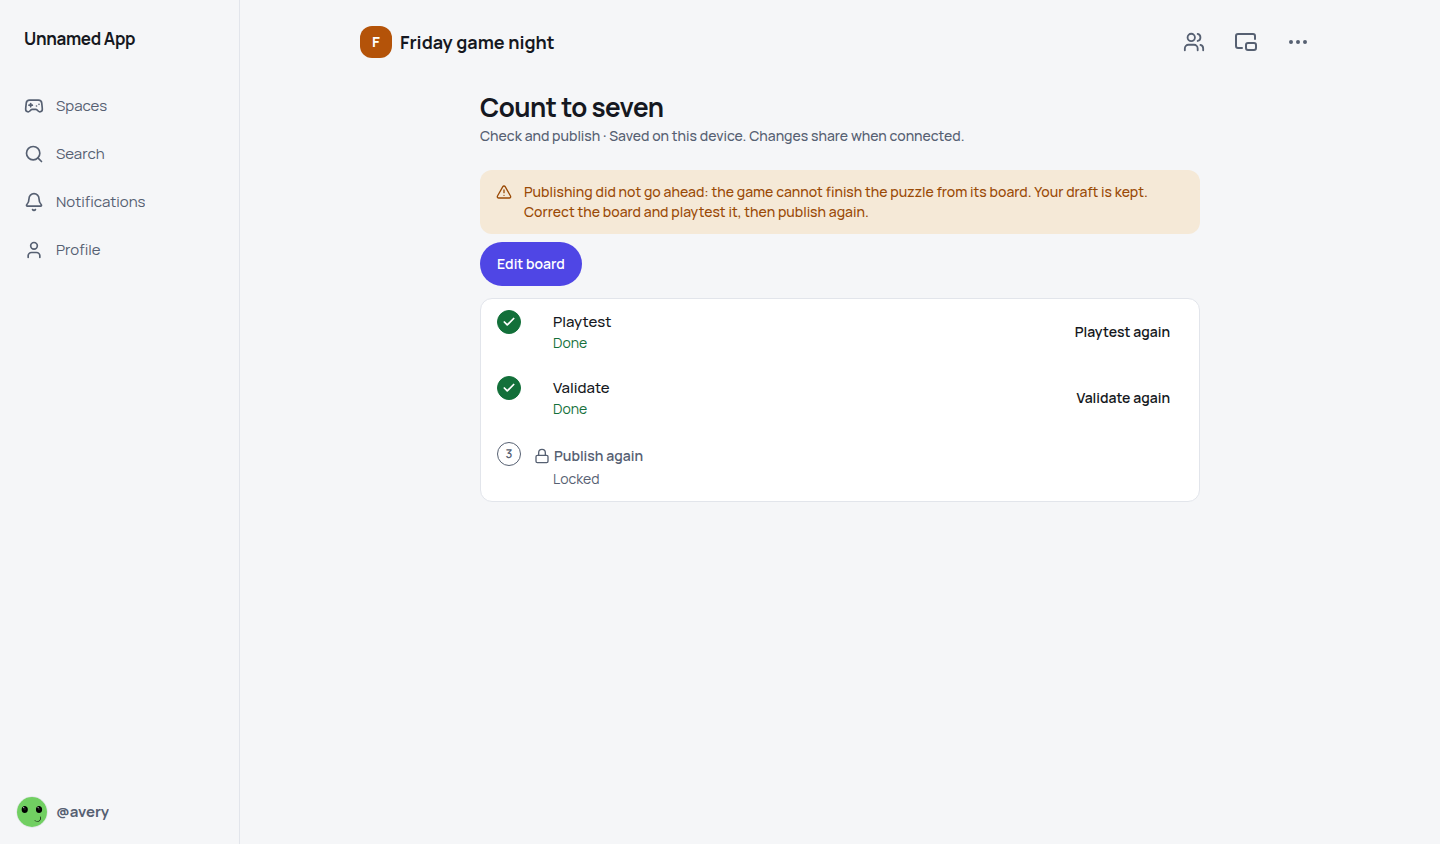 Unnamed App
Spaces
Search
Notifications
Profile
@avery
F
Friday game night
Count to seven
Check and publish · Saved on this device. Changes share when connected.
Publishing did not go ahead: the game cannot finish the puzzle from its board. Your draft is kept.
Correct the board and playtest it, then publish again.
Edit board
Playtest
Done
Playtest again
Validate
Done
Validate again
3
Publish again
Locked